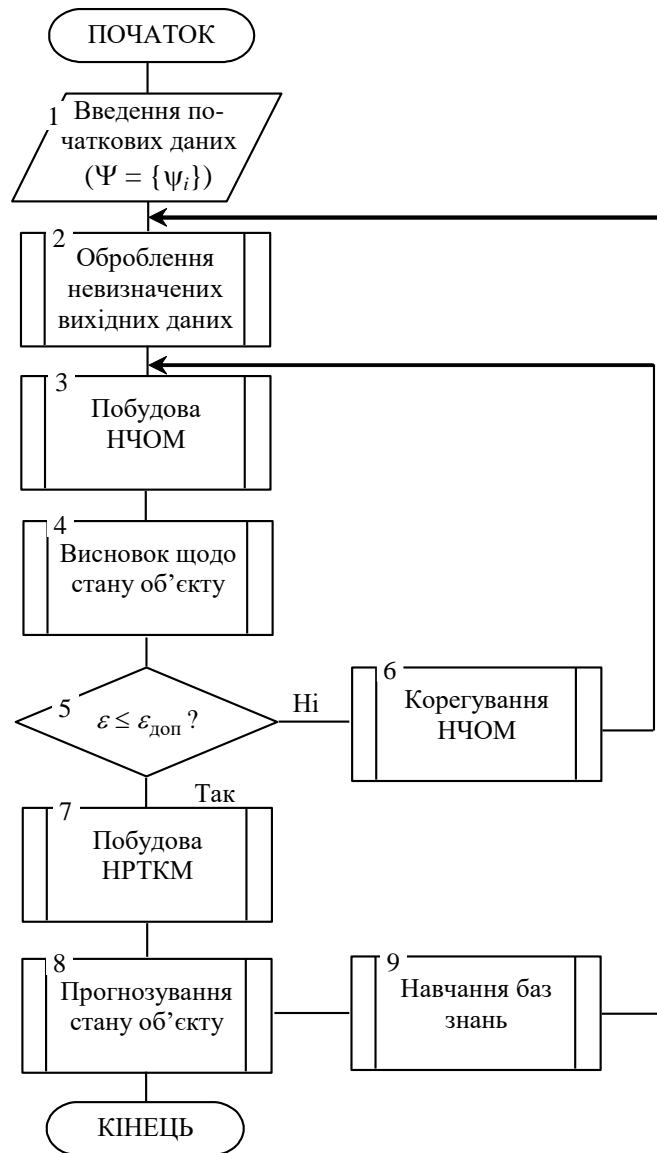 ПОЧАТОК
1
Введення по-
чаткових даних
(Ψ = {ψi})
2
Оброблення
невизначених
вихідних даних
3
Побудова
НЧОМ
4
Висновок щодо
стану об’єкту
5
ε ≤ εдоп ?
Ні
6
Корегування
НЧОМ
Так
7
Побудова
НРТКМ
8
Прогнозування
стану об’єкту
9
Навчання баз
знань
КІНЕЦЬ